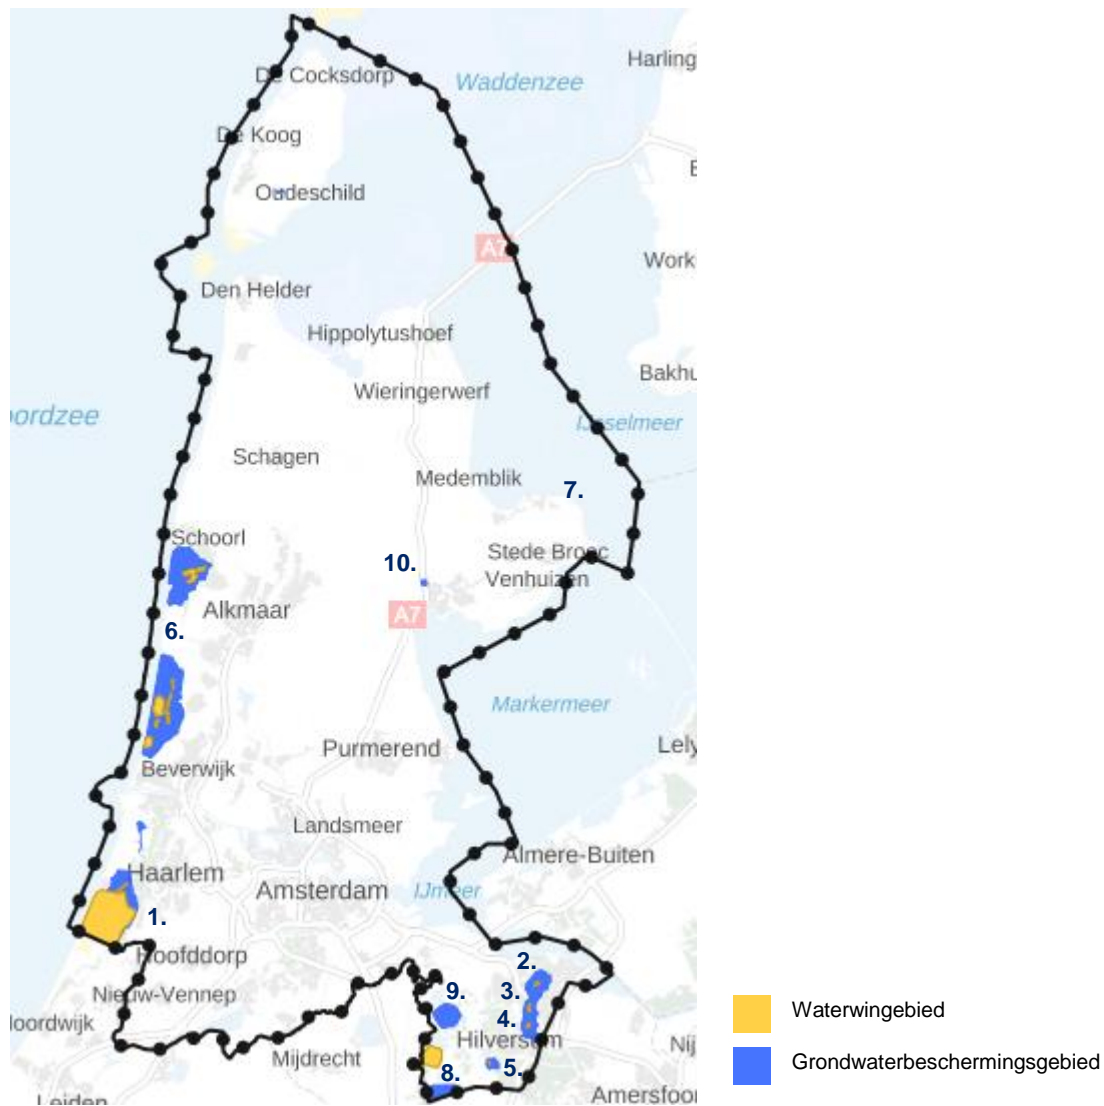 Harling
De Cocksdorp
Waddenzee
De Koog
Oudeschild
A7
Work
Den Helder
Hippolytushoef
Bakhu
Wieringerwerf
oordzee
IJsselmeer
Schagen
Medemblik
7.
Schoorl
Stede Broec
10.
Venhuizen
Alkmaar
A7
6.
Markermeer
Purmerend
Lely
Beverwijk
Landsmeer
Almere-Buiten
Haarlem
Amsterdam
IJmeer
1.
Hoofddorp
2.
Nieuw-Vennep
9.
3.
Waterwingebied
4.
loordwijk
Hilversum
Nij
Mijdrecht
8.
5.
Grondwaterbeschermingsgebied
Amersfoor
Leiden